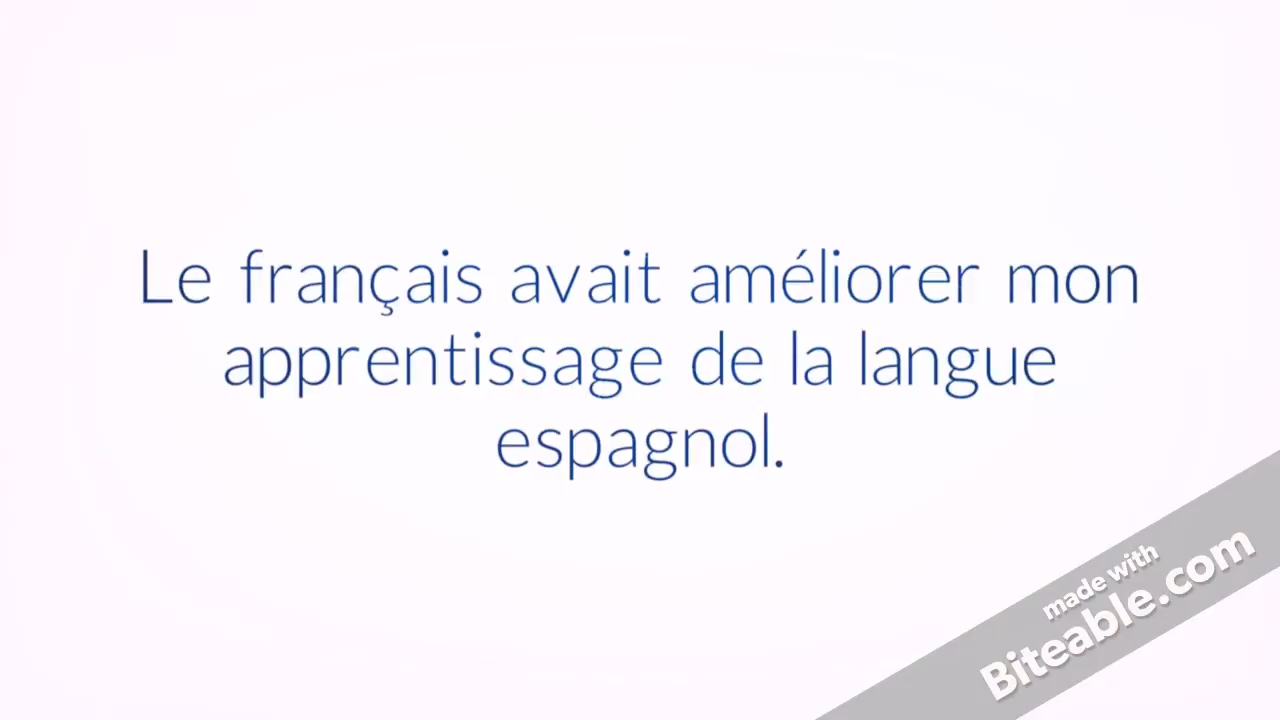 Le français avait améliorer mon
apprentissage de la langue
espagnol.
made with
Biteable.com